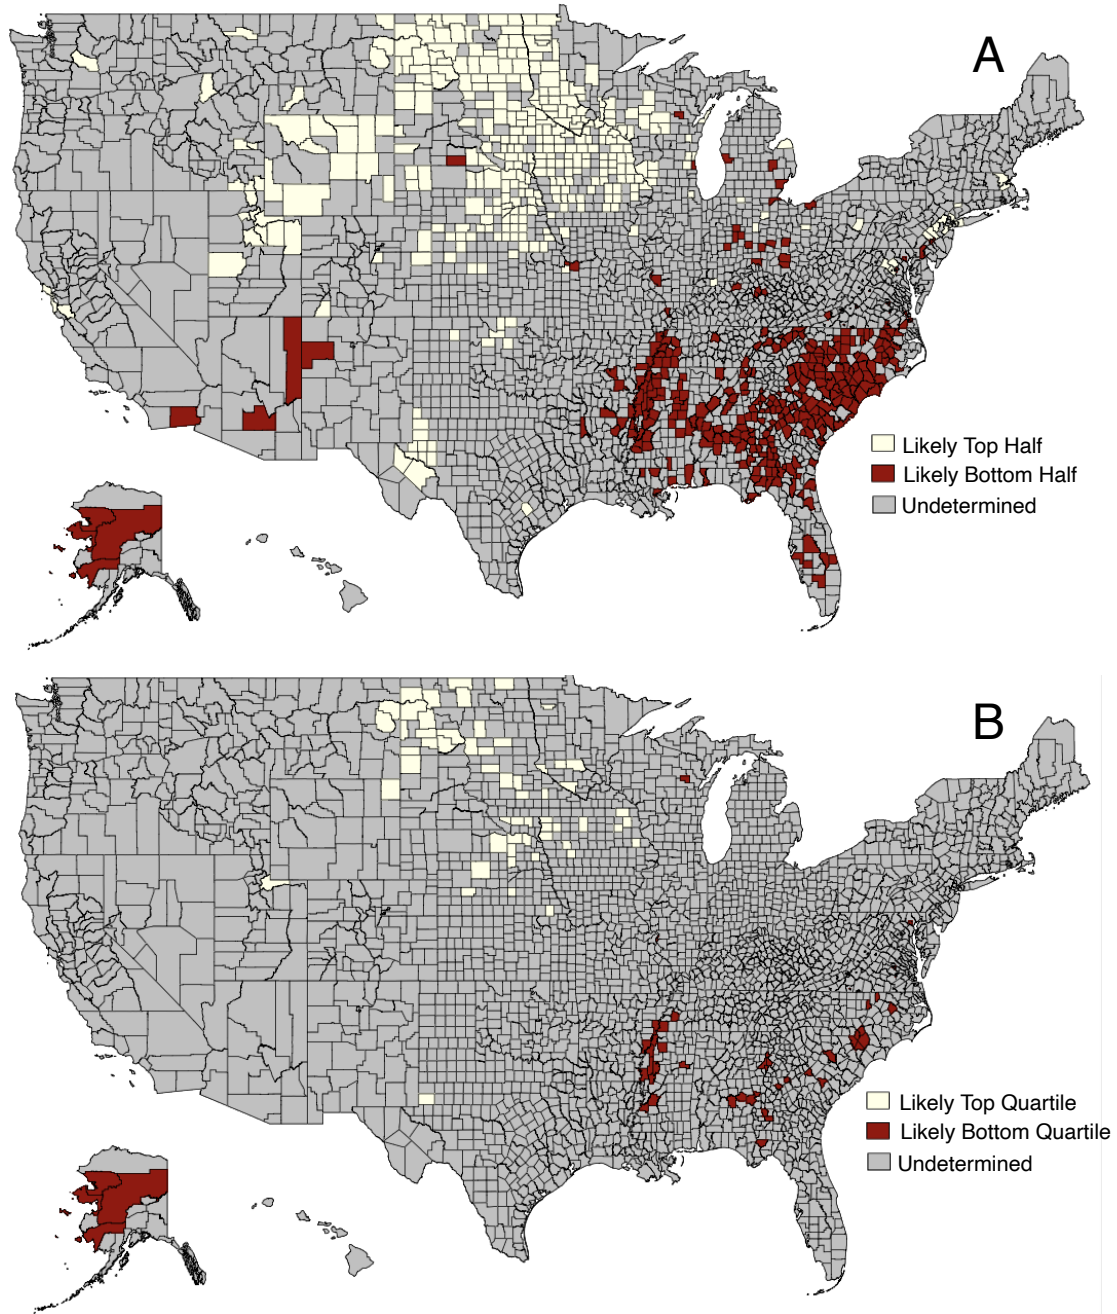 A
Likely Top Half
Likely Bottom Half
Undetermined
B
Likely Top Quartile
Likely Bottom Quartile
Undetermined